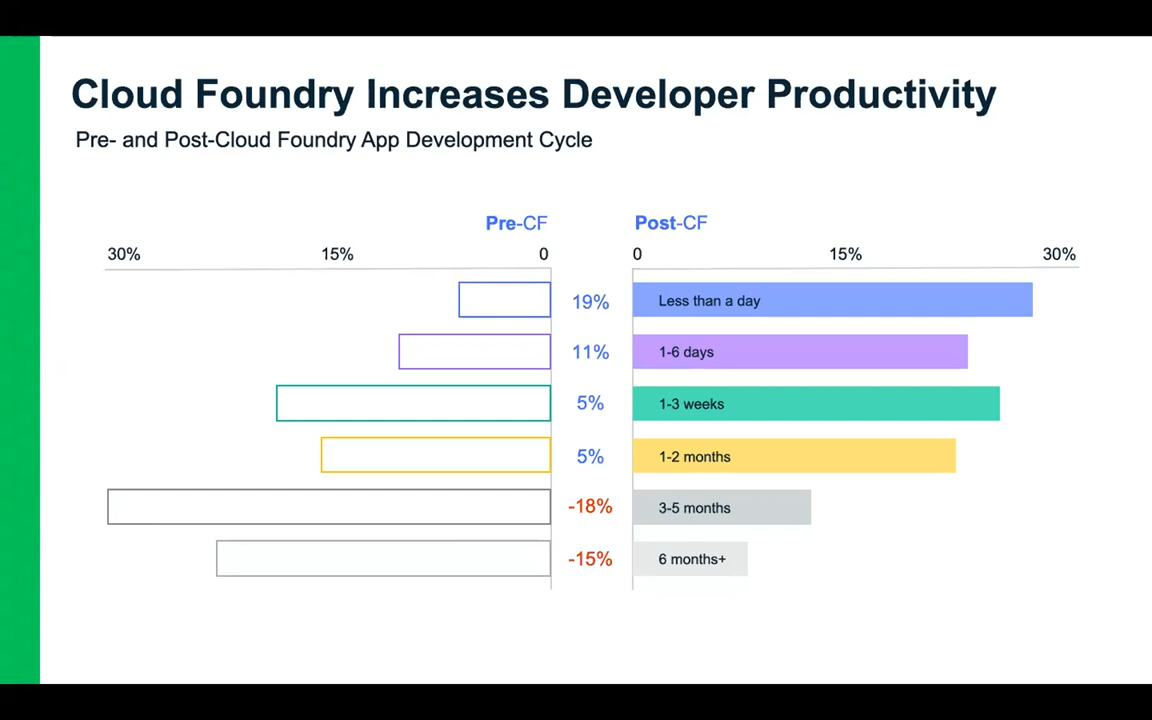 Cloud Foundry Increases Developer Productivity
Pre- and Post-Cloud Foundry App Development Cycle
Pre-CF Post-CF
30% 15% 0 0 15% 30%
19% Less than a day
11% 1-6 days
5% 1-3 weeks
5% 1-2 months
-18% 3-5 months
-15% 6 months+